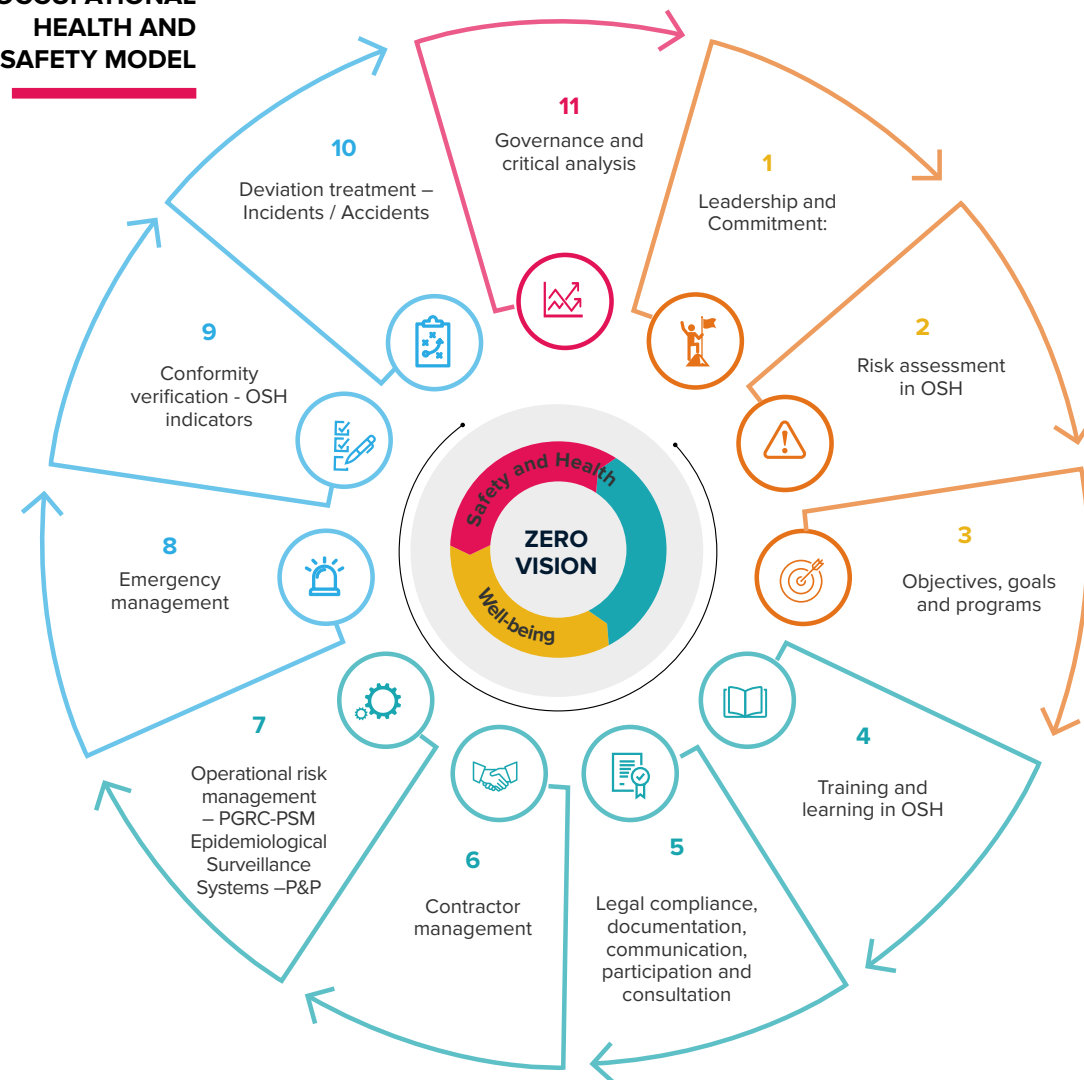 OCCUPATIONAL
HEALTH AND
SAFETY MODEL
11
Governance and
critical analysis
1
Leadership and
Commitment:
2
Risk assessment
in OSH
3
Objectives, goals
and programs
4
Training and
learning in OSH
5
Legal compliance,
documentation,
communication,
participation and
consultation
6
Contractor
management
7
Operational risk
management
– PGRC-PSM
Epidemiological
Surveillance
Systems –P&P
8
Emergency
management
9
Conformity
verification - OSH
indicators
10
Deviation treatment –
Incidents / Accidents
Safety and Health
ZERO
VISION
Well-being